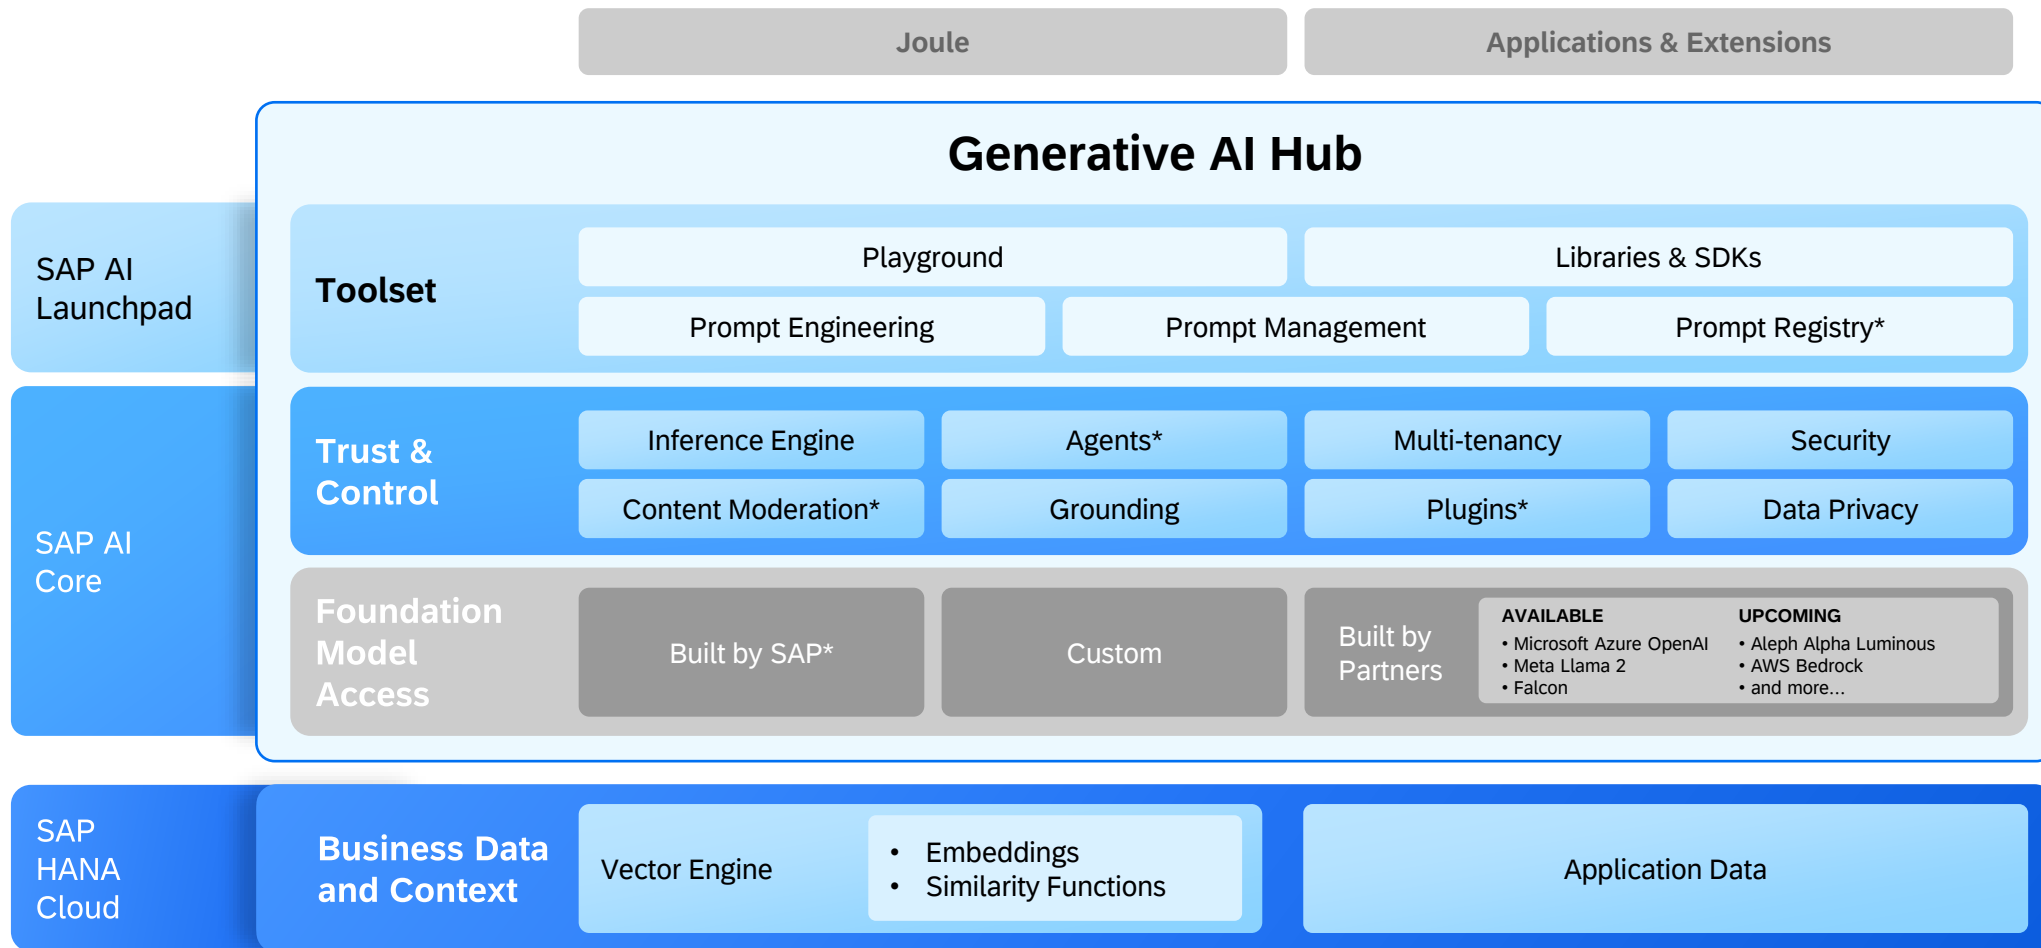 Joule
Applications & Extensions
Generative AI Hub
SAP AI
Launchpad
Toolset
Playground
Libraries & SDKs
Prompt Engineering
Prompt Management
Prompt Registry*
SAP AI
Core
Trust &
Control
Inference Engine
Agents*
Multi-tenancy
Security
Content Moderation*
Grounding
Plugins*
Data Privacy
Foundation
Model
Access
Built by SAP*
Custom
Built by
Partners
AVAILABLE
• Microsoft Azure OpenAI
• Meta Llama 2
• Falcon
UPCOMING
• Aleph Alpha Luminous
• AWS Bedrock
• and more...
SAP
HANA
Cloud
Business Data
and Context
Vector Engine
• Embeddings
• Similarity Functions
Application Data